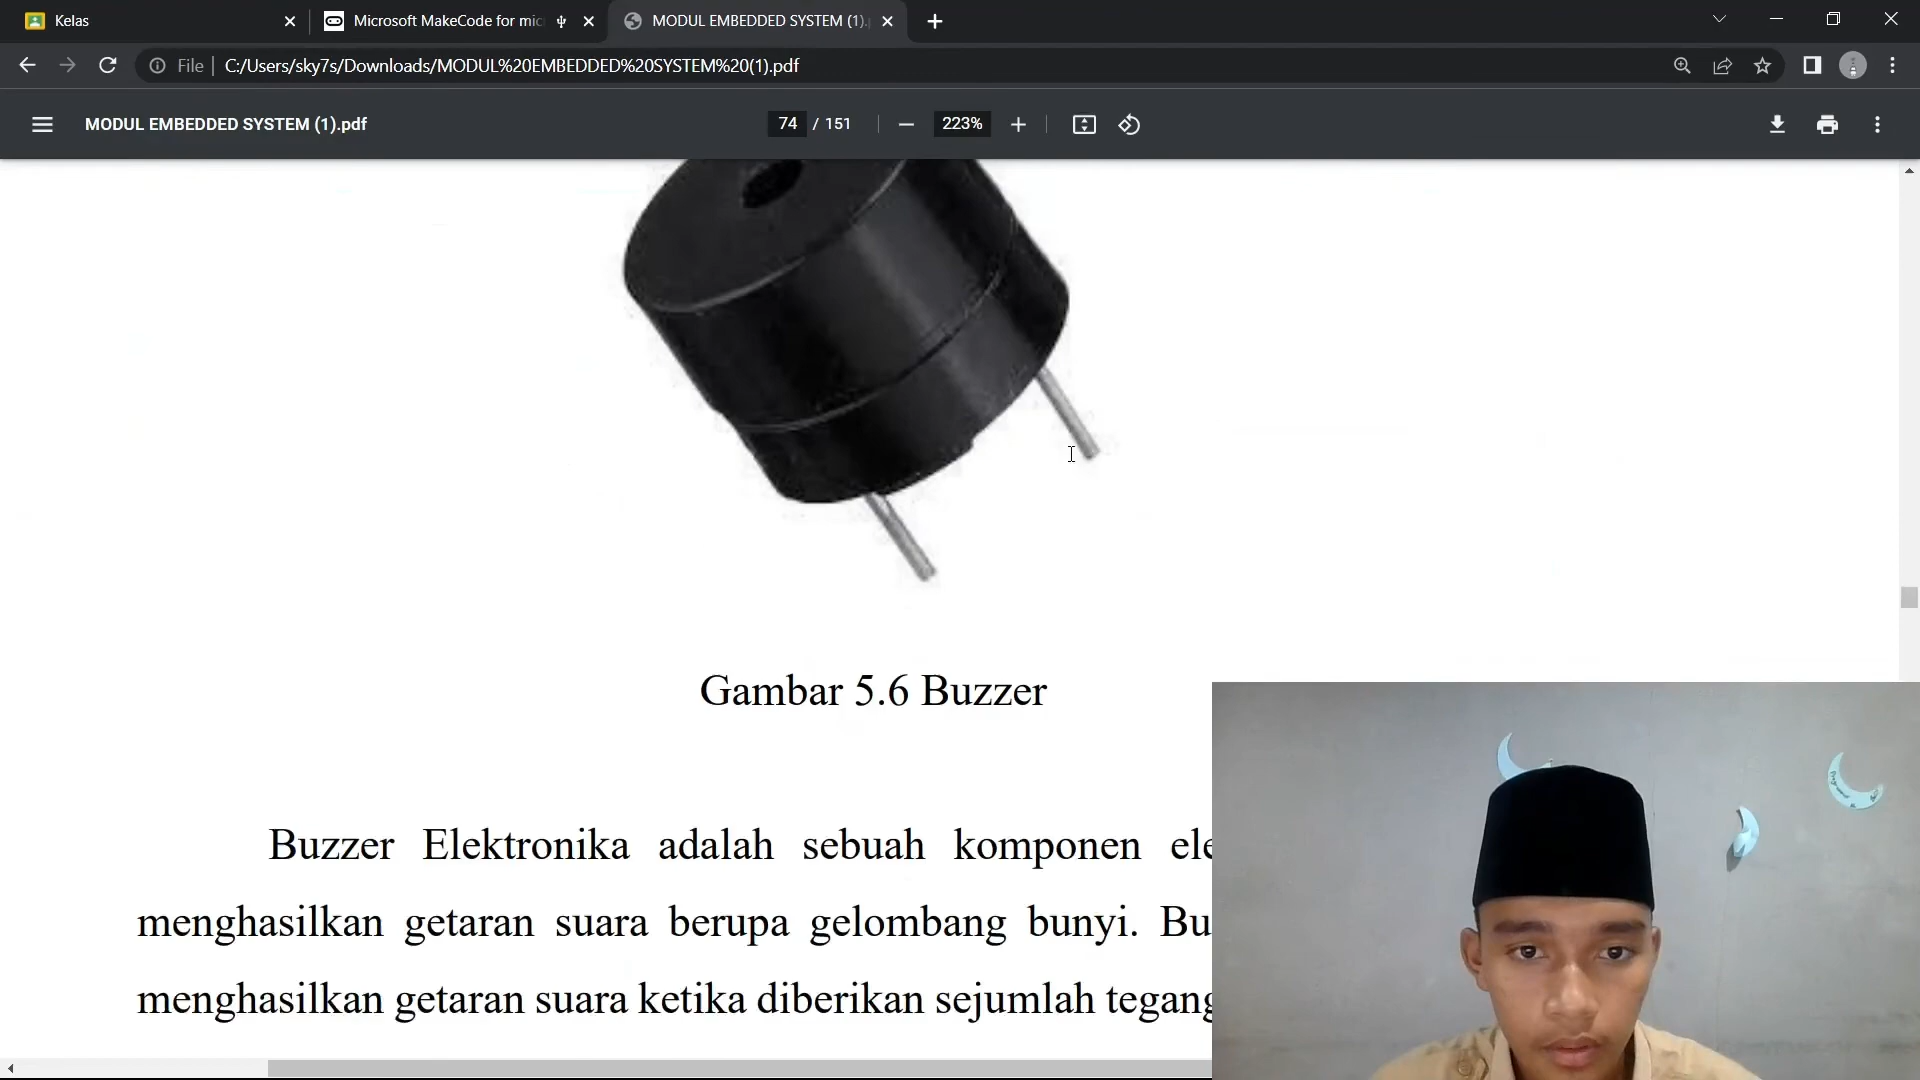 Kelas
Microsoft MakeCode for mic
MODUL EMBEDDED SYSTEM (1).
File
C:/Users/sky7s/Downloads/MODUL%20EMBEDDED%20SYSTEM%20(1).pdf
MODUL EMBEDDED SYSTEM (1).pdf
74 / 151
223%
Gambar 5.6 Buzzer
Buzzer Elektronika adalah sebuah komponen ele
menghasilkan getaran suara berupa gelombang bunyi. Bu
menghasilkan getaran suara ketika diberikan sejumlah tegang